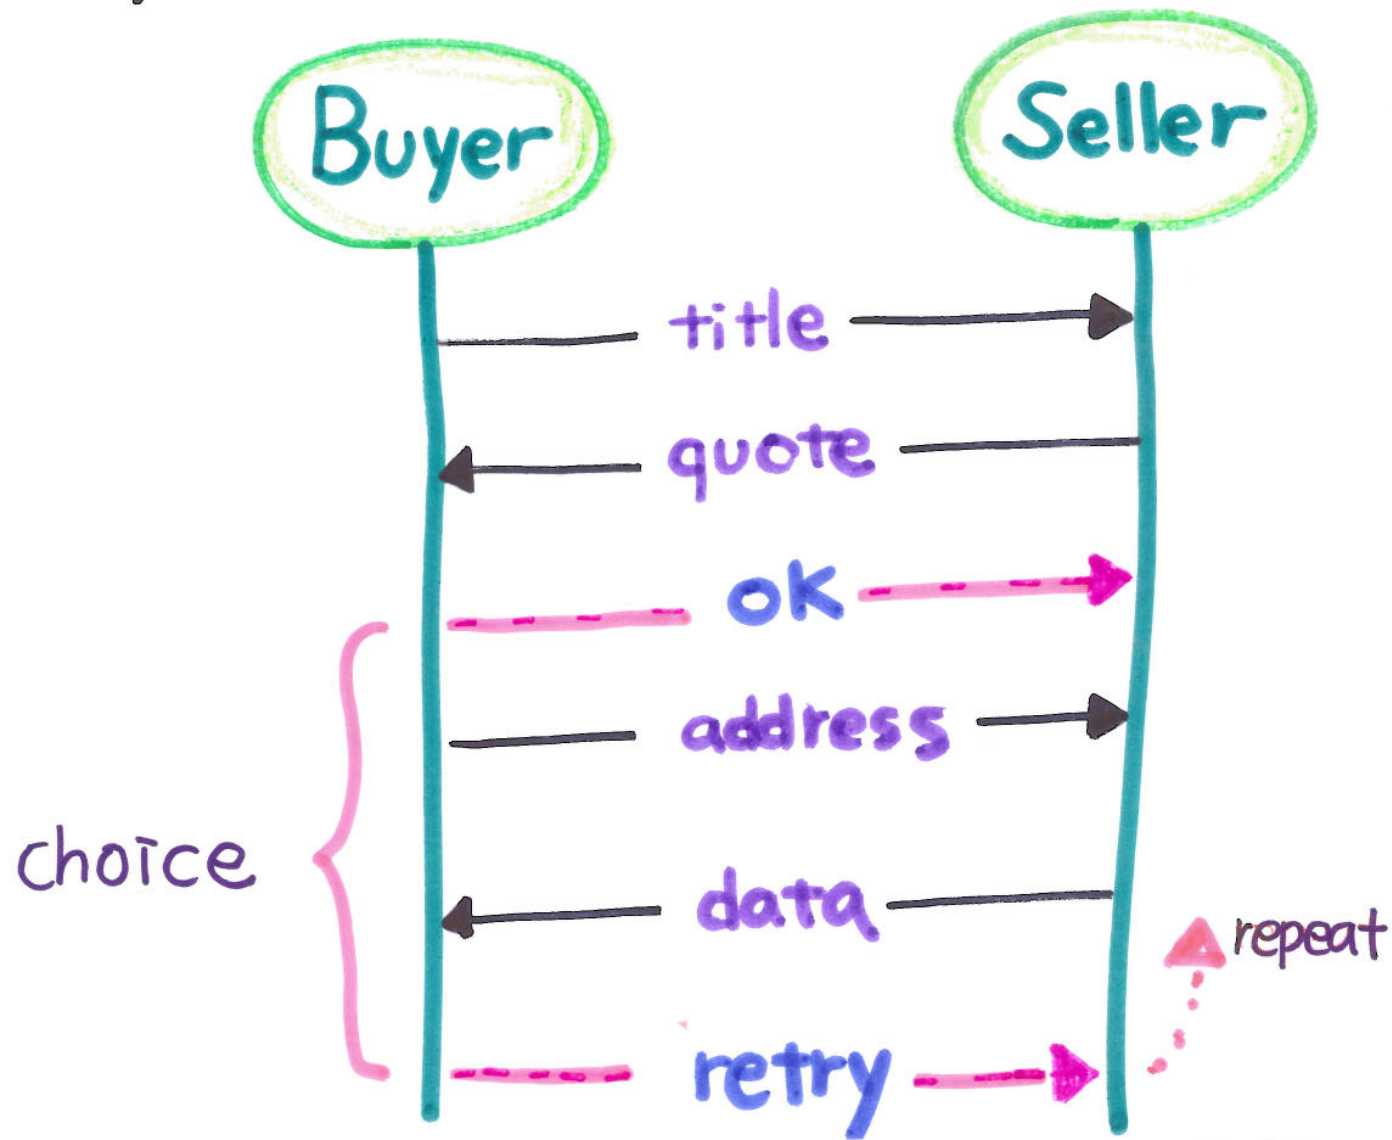 Buyer
Seller
title
quote
ok
address
choice
data
repeat
retry